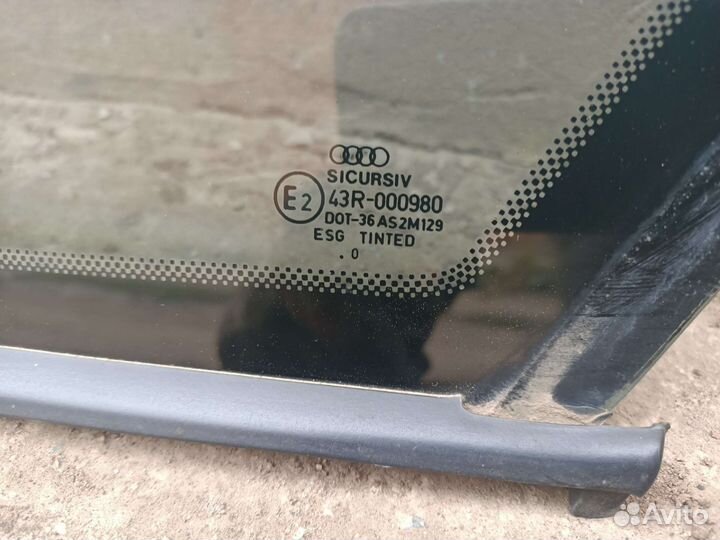 SICURSIV
E2 43R-000980
DOT-36 AS2M129
ESG TINTED
. 0
Avito